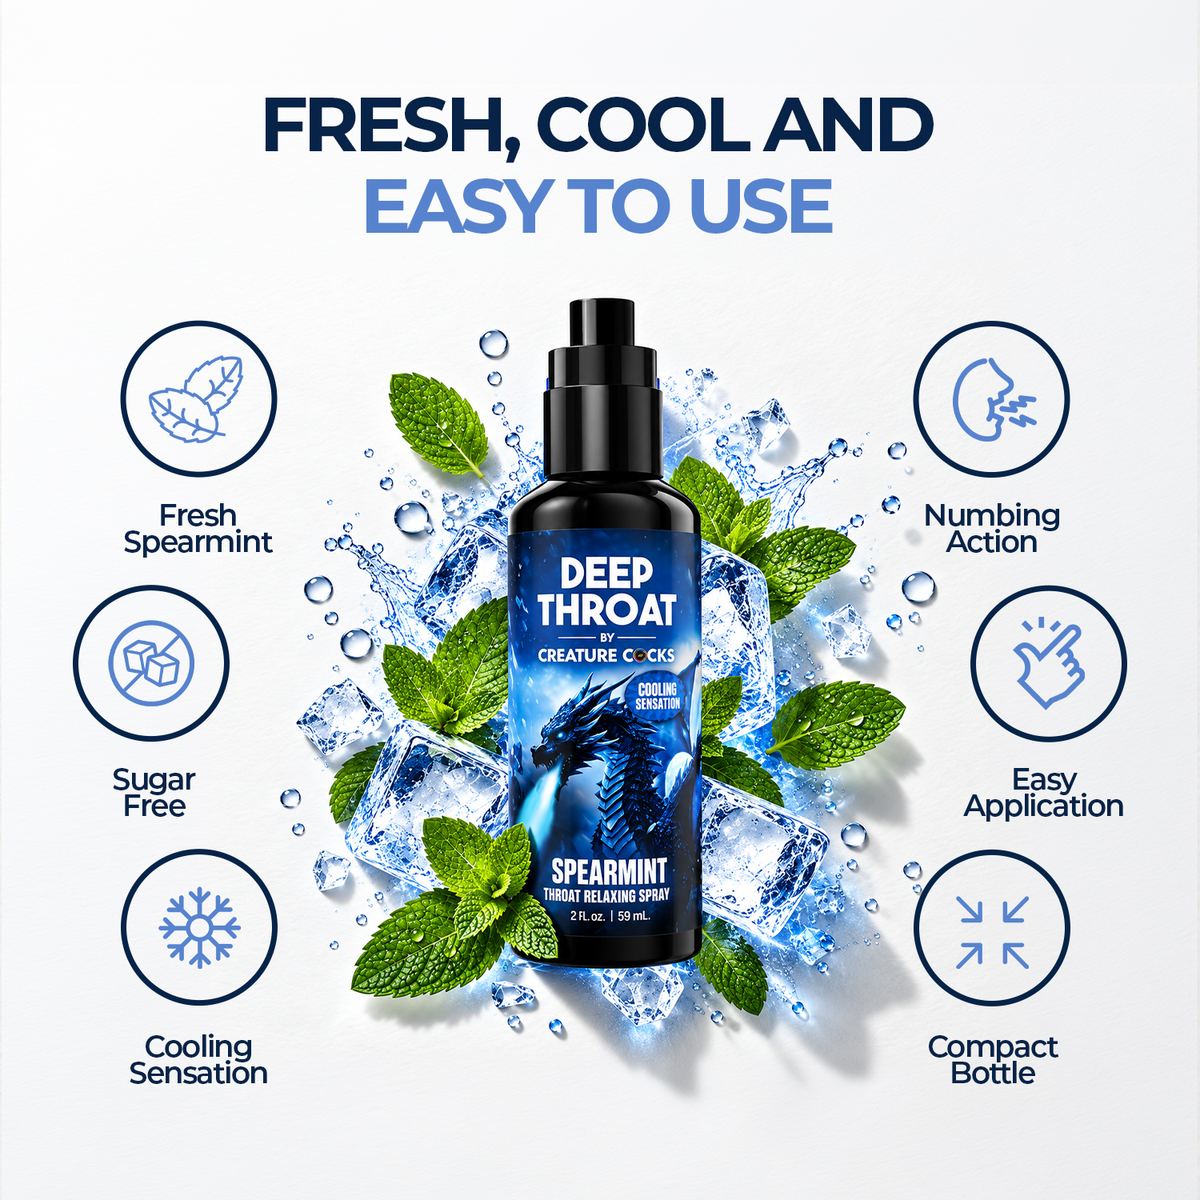 FRESH, COOL AND
EASY TO USE
Fresh
Spearmint
Sugar
Free
Cooling
Sensation
DEEP
THROAT
BY
CREATURE COCKS
COOLING
SENSATION
SPEARMINT
THROAT RELAXING SPRAY
2 FL. oz. | 59 mL.
Numbing
Action
Easy
Application
Compact
Bottle